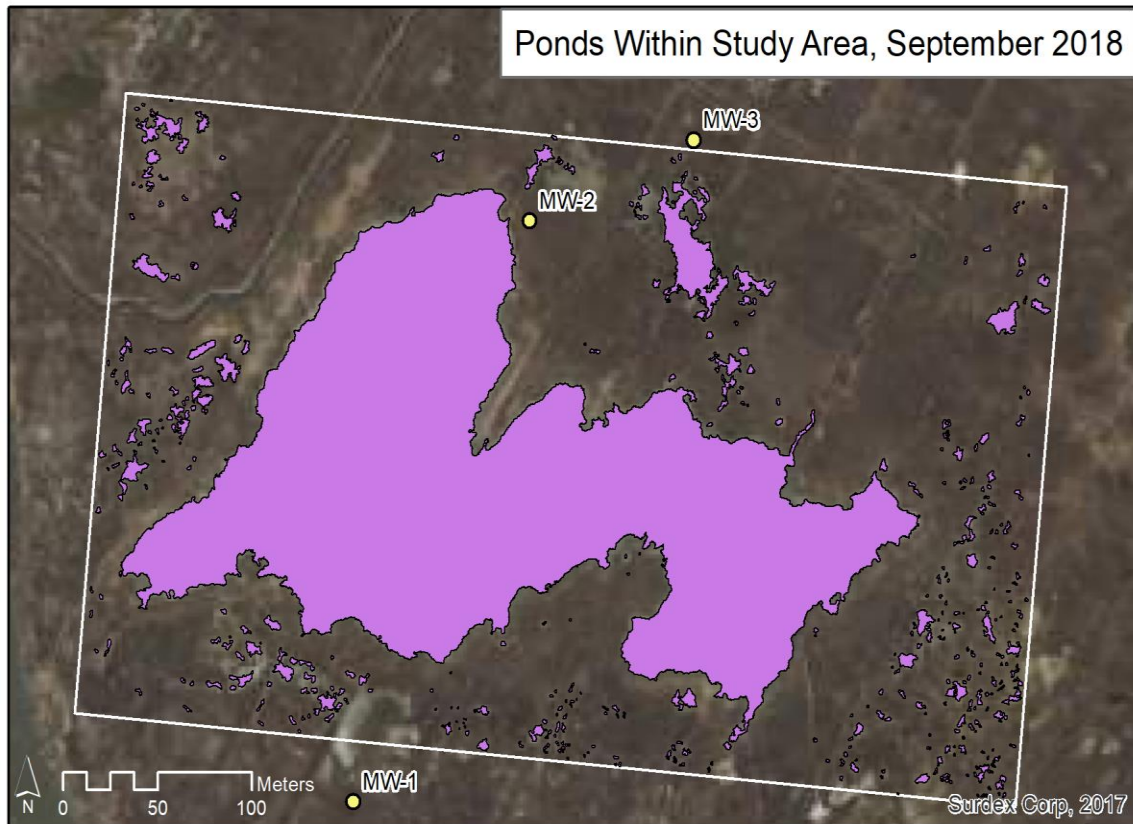 Ponds Within Study Area, September 2018
MW-3
MW-2
Meters
0 50 100
N
MW-1
Surdex Corp, 2017